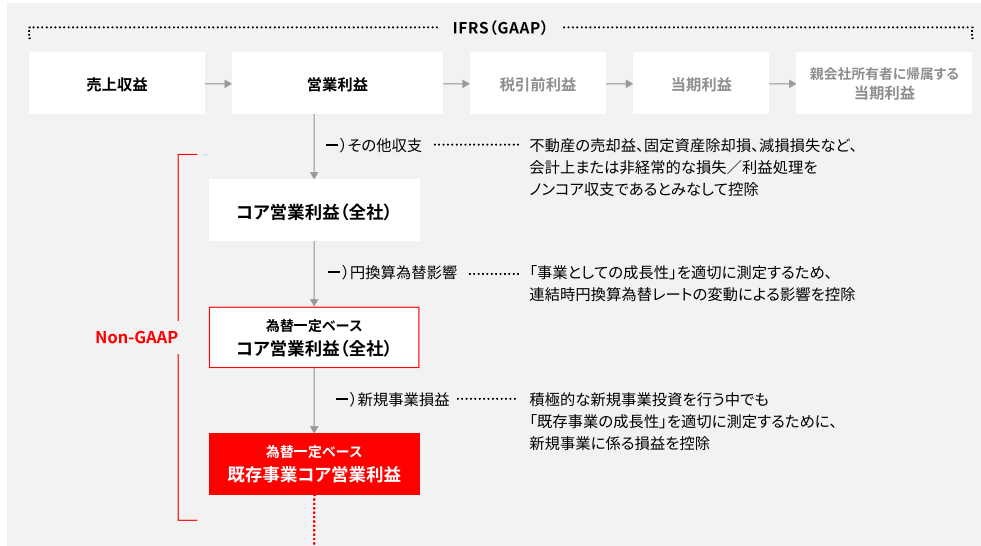 IFRS（GAAP）
売上収益
営業利益
税引前利益
当期利益
親会社所有者に帰属する
当期利益
ー）その他収支
不動産の売却益、固定資産除却損、減損損失など、
会計上または非経常的な損失／利益処理を
ノンコア収支であるとみなして控除
コア営業利益（全社）
ー）円換算為替影響
「事業としての成長性」を適切に測定するため、
連結時円換算為替レートの変動による影響を控除
Non-GAAP
為替一定ベース
コア営業利益（全社）
ー）新規事業損益
積極的な新規事業投資を行う中でも
「既存事業の成長性」を適切に測定するために、
新規事業に係る損益を控除
為替一定ベース
既存事業コア営業利益